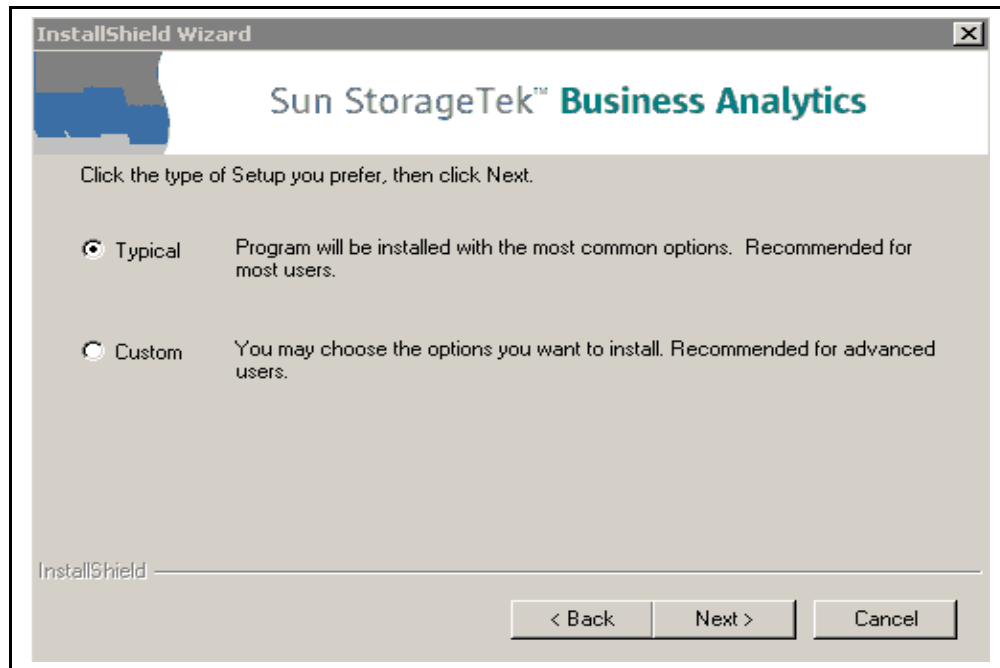 InstallShield Wizard
Sun StorageTek™ Business Analytics
Click the type of Setup you prefer, then click Next.
Typical
Program will be installed with the most common options. Recommended for
most users.
Custom
You may choose the options you want to install. Recommended for advanced
users.
InstallShield
< Back
Next >
Cancel